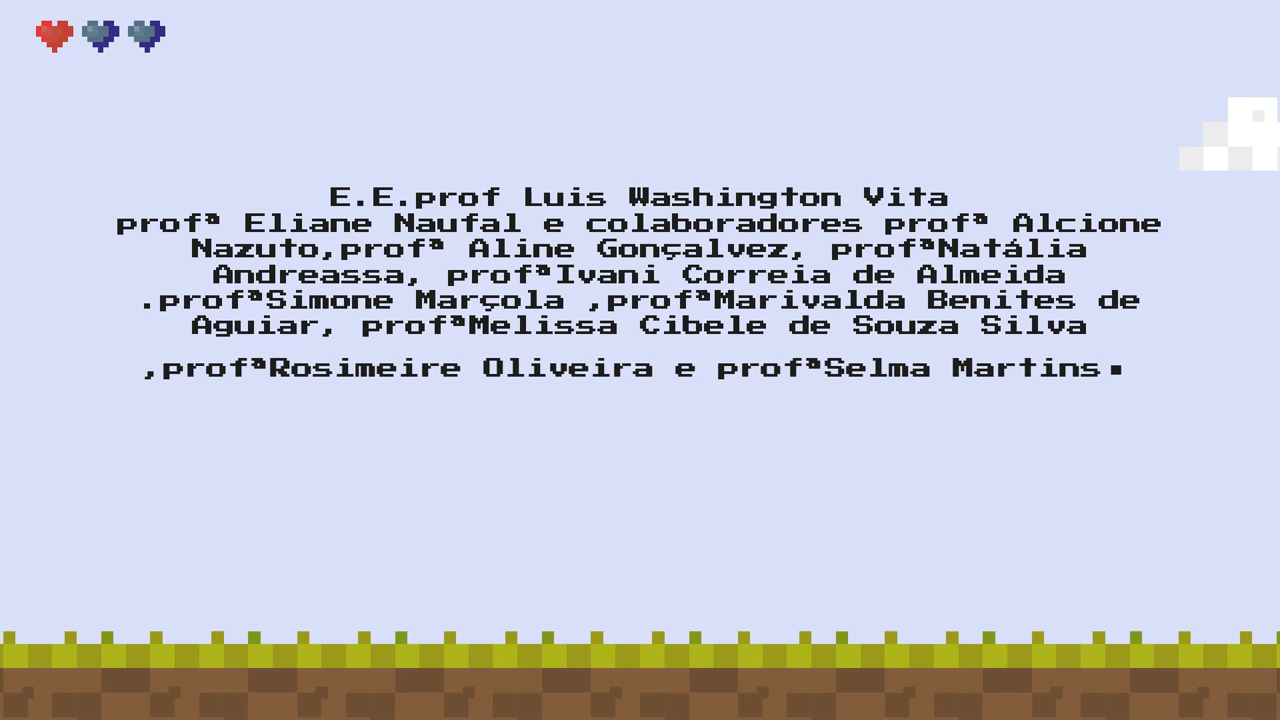 E.E.prof Luis Washington Vita
profª Eliane Naufal e colaboradores profª Alcione
Nazuto,profª Aline Gonçalvez, profªNatália
Andreassa, profªIvani Correia de Almeida
.profªSimone Marçola ,profªMarivalda Benites de
Aguiar, profªMelissa Cibele de Souza Silva
,profªRosimeire Oliveira e profªSelma Martins.